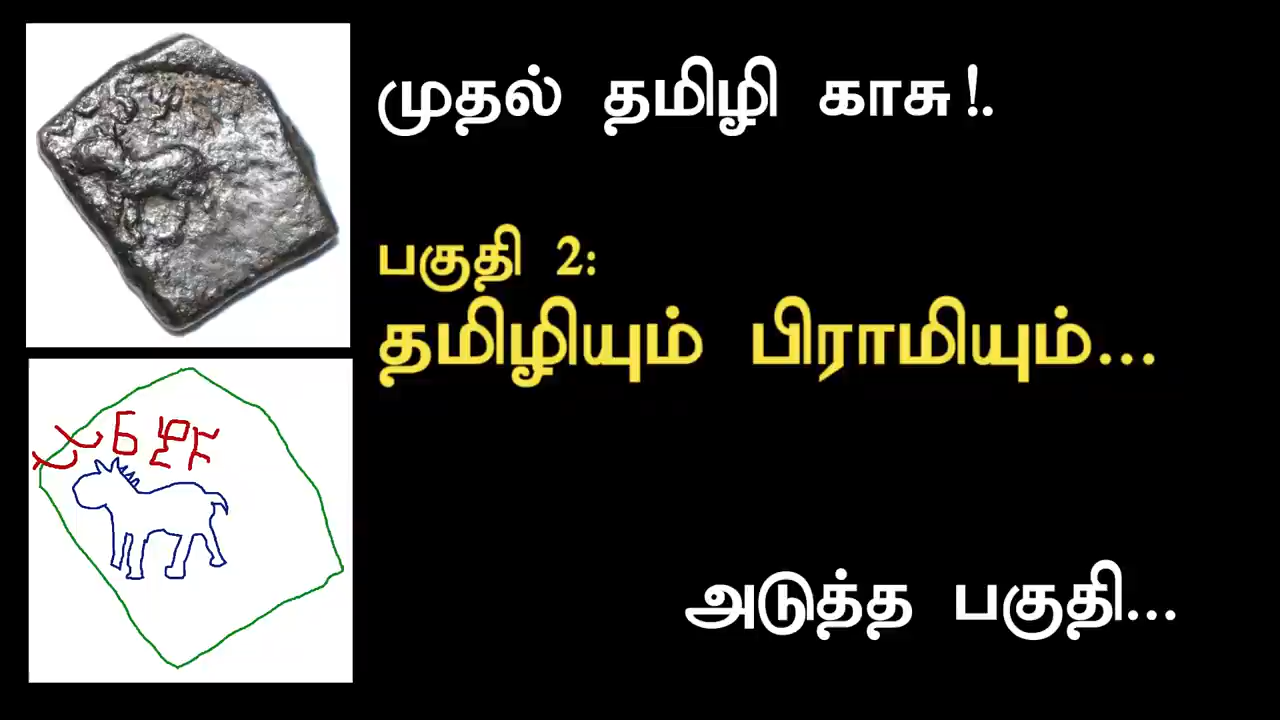 முதல் தமிழி காசு!.
பகுதி 2:
தமிழியும் பிராமியும்...
அடுத்த பகுதி...